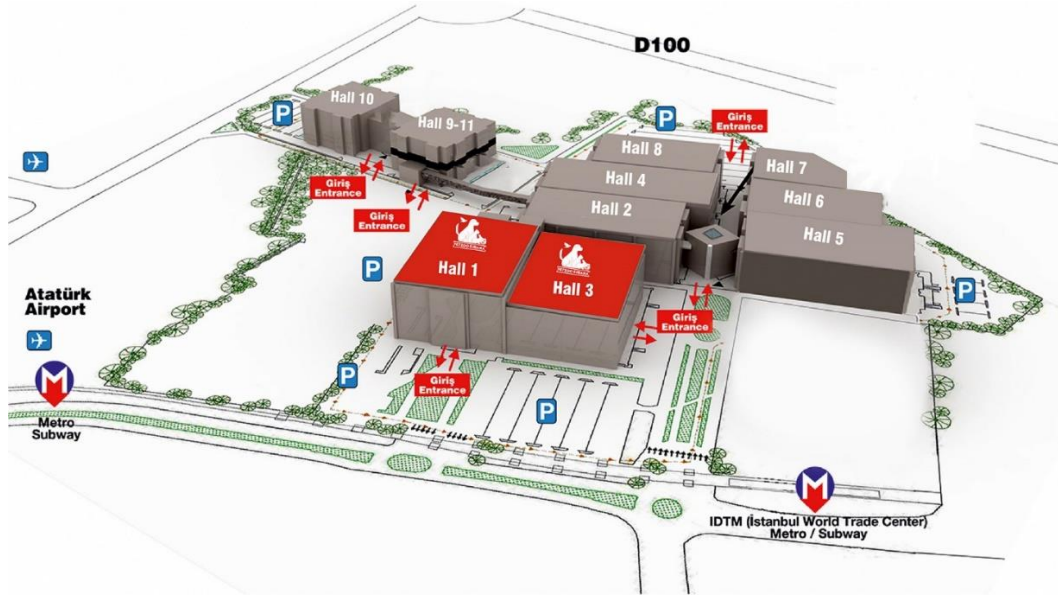 D100
Hall 10
P
Hall 9-11
P
Giriş
Entrance
Hall 8
Hall 7
Hall 4
Hall 6
Giriş
Entrance
Giriş
Entrance
Hall 2
Hall 5
Hall 1
Hall 3
P
P
Atatürk
Airport
Giriş
Entrance
Giriş
Entrance
P
P
M
Metro
Subway
M
IDTM (İstanbul World Trade Center)
Metro / Subway